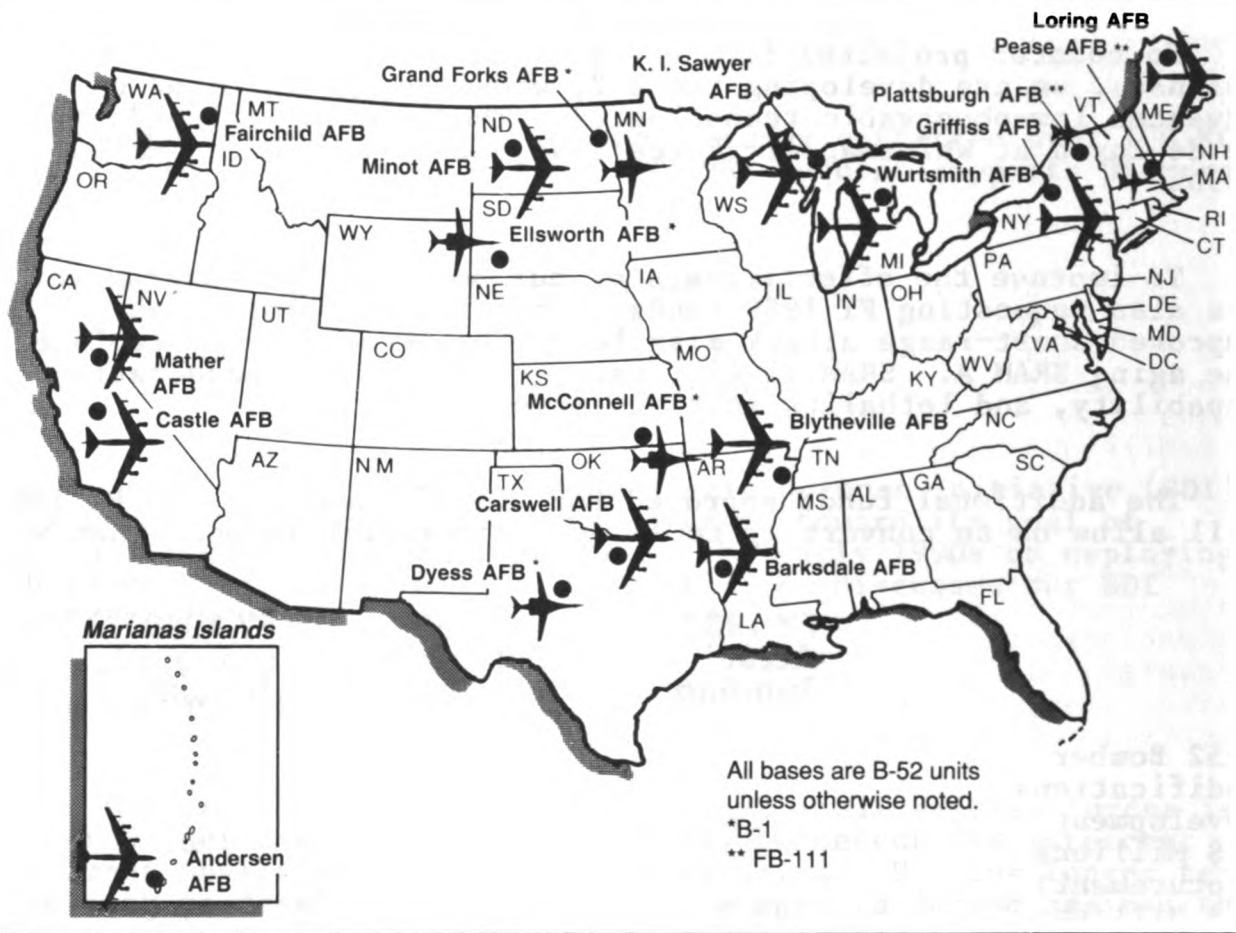 Loring AFB
Pease AFB **
Grand Forks AFB *
K. I. Sawyer
AFB
Plattsburgh AFB **
Griffiss AFB
VT
ME
WA
MT
ND
MN
Fairchild AFB
ID
Minot AFB
Wurtsmith AFB
NH
MA
OR
SD
WS
NY
RI
CT
WY
Ellsworth AFB *
MI
PA
CA
NV
NE
IA
IL
IN
OH
NJ
DE
MD
DC
UT
CO
MO
WV
VA
KY
Mather
AFB
KS
McConnell AFB *
Castle AFB
Blytheville AFB
NC
AZ
NM
OK
AR
TN
SC
TX
MS
AL
GA
Carswell AFB
Dyess AFB *
Barksdale AFB
LA
FL
Marianas Islands
Andersen
AFB
All bases are B-52 units
unless otherwise noted.
*B-1
** FB-111